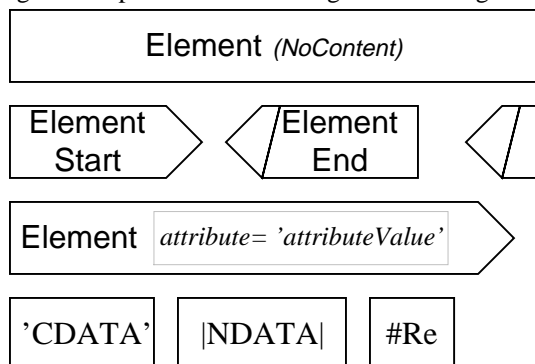 Element (NoContent)
Element Start
Element End
Element attribute= ’attributeValue’
’CDATA’ |NDATA| #Re